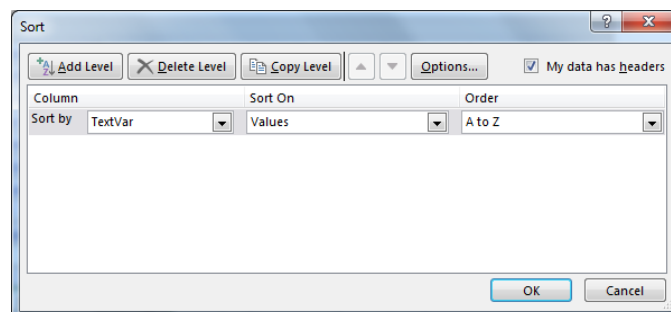 Sort
Add Level Delete Level Copy Level Options... My data has headers
Column Sort On Order
Sort by TextVar Values A to Z
OK Cancel